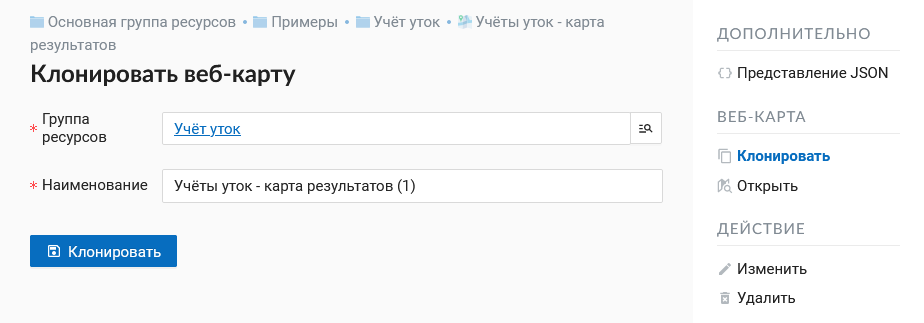 Основная группа ресурсов • Примеры • Учёт уток • Учёты уток - карта
результатов
Клонировать веб-карту
* Группа
ресурсов
Учёт уток
* Наименование
Учёты уток - карта результатов (1)
Клонировать
ДОПОЛНИТЕЛЬНО
Представление JSON
ВЕБ-КАРТА
Клонировать
Открыть
ДЕЙСТВИЕ
Изменить
Удалить